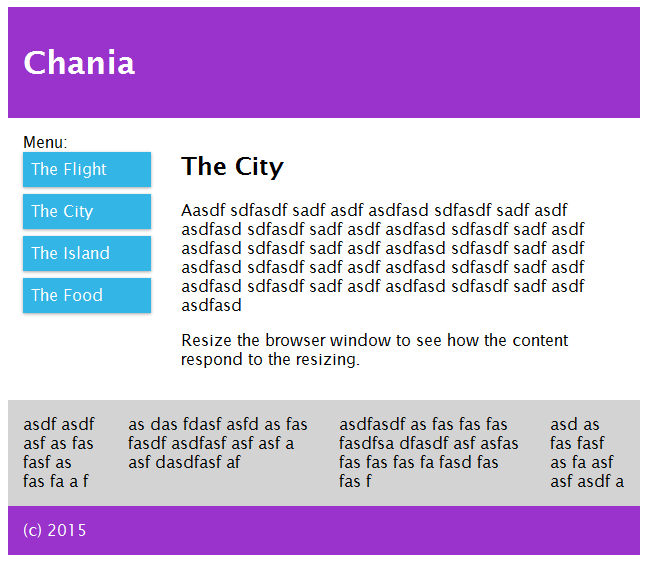 Chania
Menu:
The Flight
The City
The Island
The Food
The City
Aasdf sdfasdf sadf asdf asdfasd sdfasdf sadf asdf
asdfasd sdfasdf sadf asdf asdfasd sdfasdf sadf asdf
asdfasd sdfasdf sadf asdf asdfasd sdfasdf sadf asdf
asdfasd sdfasdf sadf asdf asdfasd sdfasdf sadf asdf
asdfasd sdfasdf sadf asdf asdfasd sdfasdf sadf asdf
asdfasd
Resize the browser window to see how the content
respond to the resizing.
asdf asdf
asf as fas
fasf as
fas fa a f
as das fdasf asfd as fas
fasdf asdfasf asf asf a
asf dasdfasf af
asdfasdf as fas fas fas
fasdfsa dfasdf asf asfas
fas fas fas fa fasd fas
fas f
asd as
fas fasf
as fa asf
asf asdf a
(c) 2015